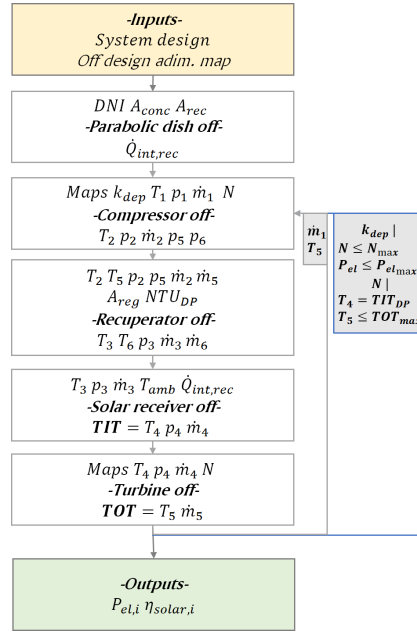 -Inputs-
System design
Off design adim. map
DNI A_conc A_rec
-Parabolic dish off-
Q̇_int,rec
Maps k_dep T_1 p_1 ṁ_1 N
-Compressor off-
T_2 p_2 ṁ_2 p_5 p_6
T_2 T_5 p_2 p_5 ṁ_2 ṁ_5
A_reg NTU_DP
-Recuperator off-
T_3 T_6 p_3 ṁ_3 ṁ_6
T_3 p_3 ṁ_3 T_amb Q̇_int,rec
-Solar receiver off-
TIT = T_4 p_4 ṁ_4
Maps T_4 p_4 ṁ_4 N
-Turbine off-
TOT = T_5 ṁ_5
-Outputs-
P_el,i η_solar,i
ṁ_1
T_5
k_dep |
N ≤ N_max
P_el ≤ P_el_max
N |
T_4 = TIT_DP
T_5 ≤ TOT_max